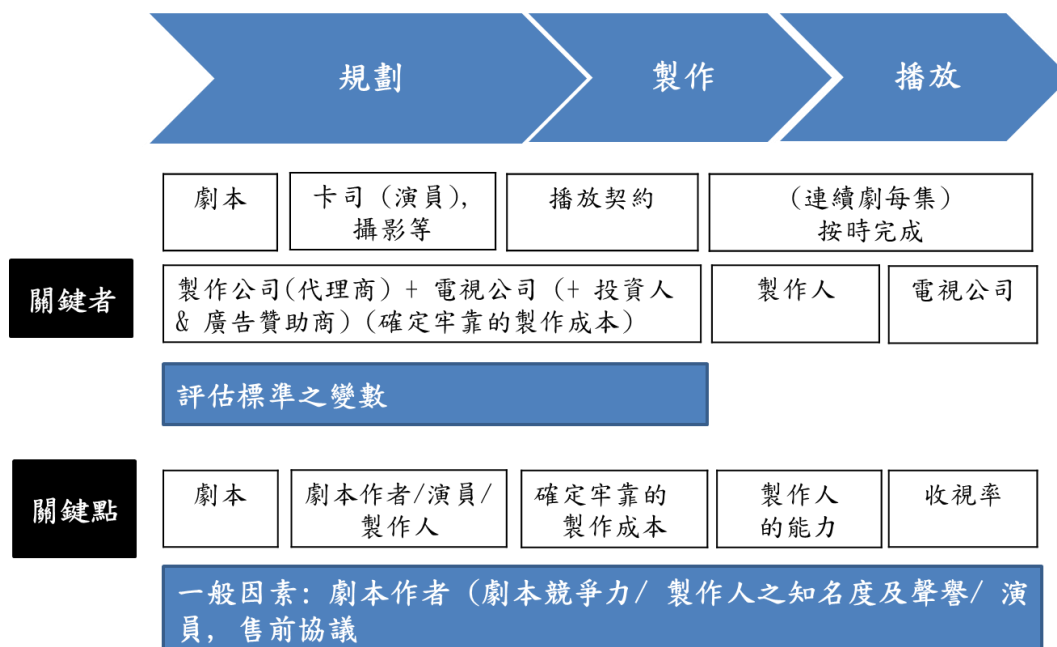 規劃
製作
播放
劇本
卡司 (演員),
攝影等
播放契約
(連續劇每集)
按時完成
關鍵者
製作公司(代理商) + 電視公司 (+ 投資人
& 廣告贊助商) (確定牢靠的製作成本)
製作人
電視公司
評估標準之變數
關鍵點
劇本
劇本作者/演員/
製作人
確定牢靠的
製作成本
製作人
的能力
收視率
一般因素: 劇本作者 (劇本競爭力/ 製作人之知名度及聲譽/ 演
員, 售前協議